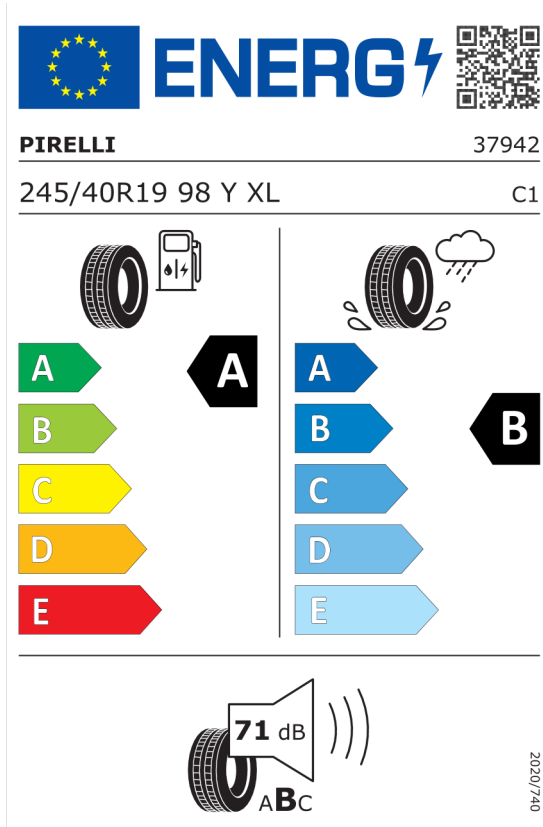 ENERG
PIRELLI 37942
245/40R19 98 Y XL C1
A A A
B B B
C C
D D
E E
71 dB
ABC
2020/740